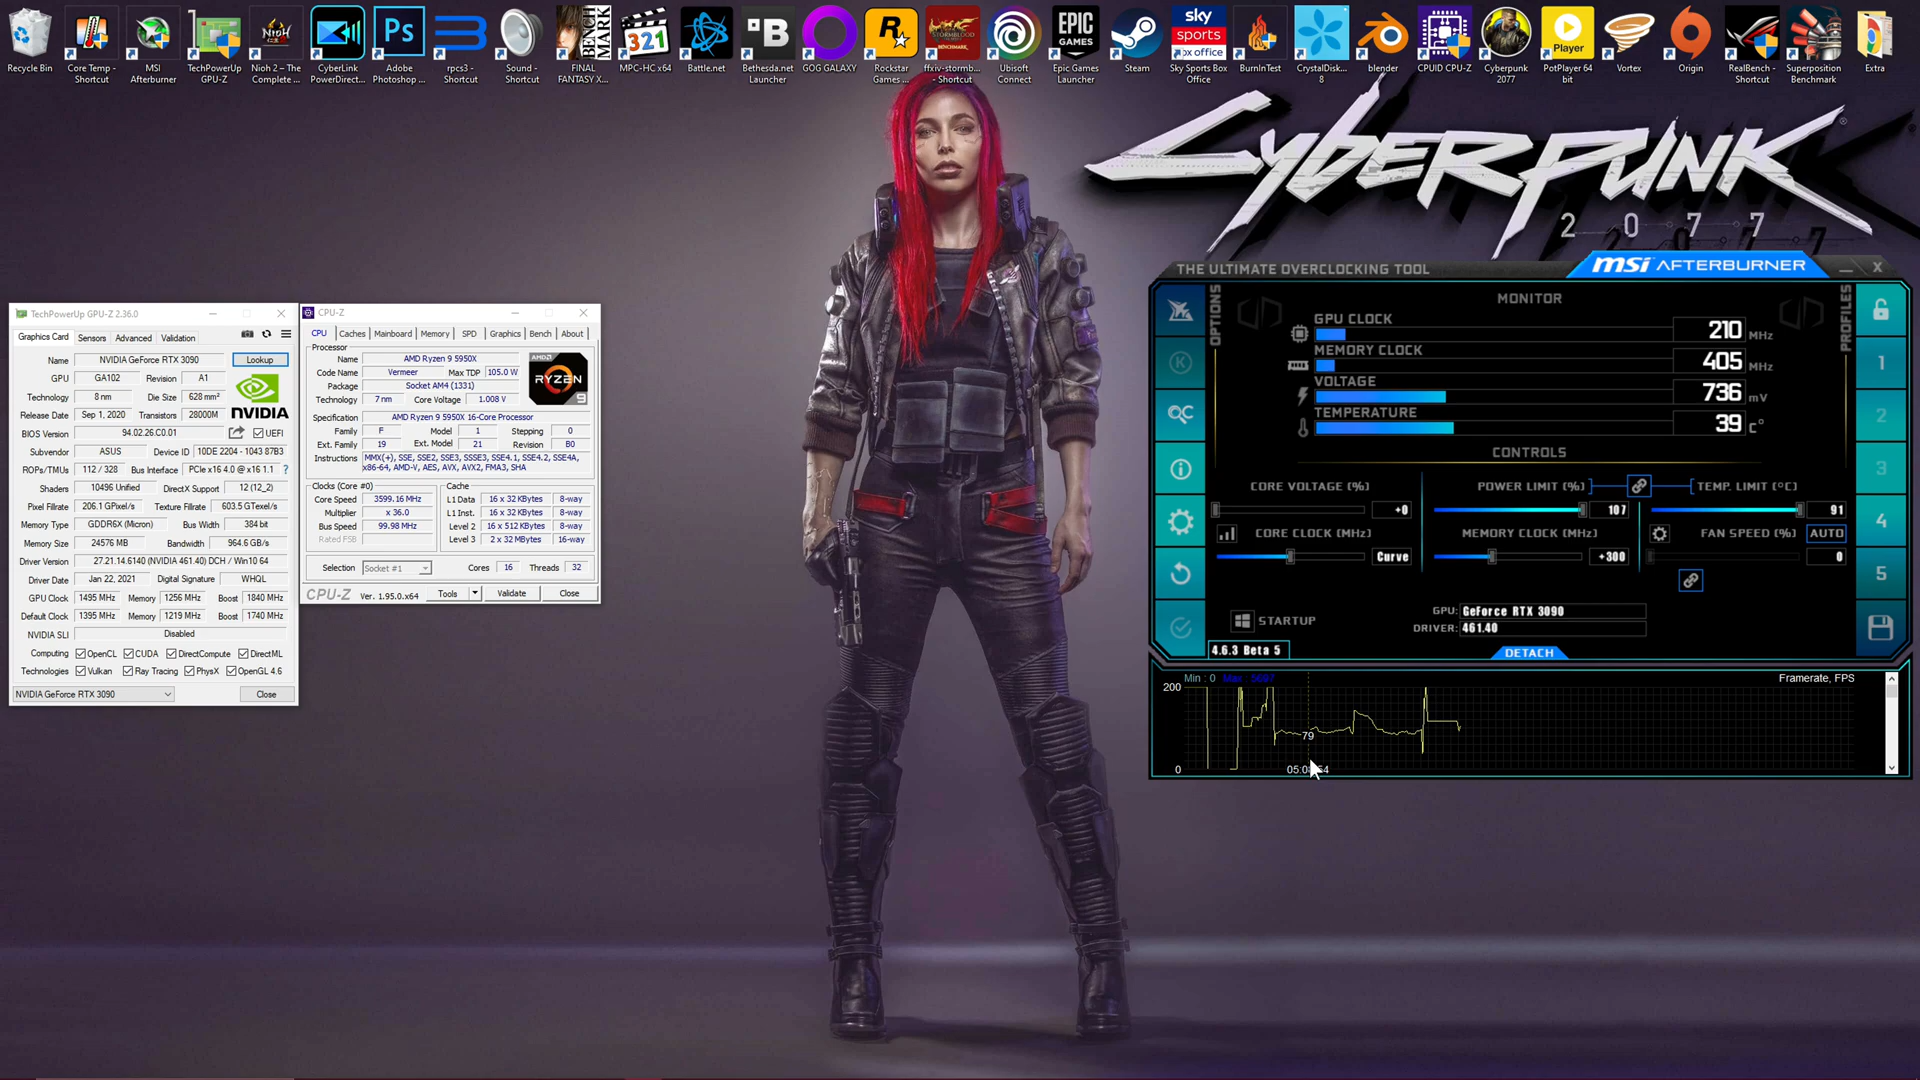 Recycle Bin
Core Temp -
Shortcut
MSI
Afterburner
TechPowerUp
GPU-Z
Nioh 2 – The
Complete ...
CyberLink
PowerDirect...
Adobe
Photoshop ...
rpcs3 -
Shortcut
Sound -
Shortcut
FINAL
FANTASY X...
MPC-HC x64
Battle.net
Bethesda.net
Launcher
GOG GALAXY
Rockstar
Games ...
ffxiv-stormb...
- Shortcut
Ubisoft
Connect
Epic Games
Launcher
Steam
Sky Sports Box
Office
BurnInTest
CrystalDisk...
8
blender
CPUID CPU-Z
Cyberpunk
2077
PotPlayer 64
bit
Vortex
Origin
RealBench -
Shortcut
Superposition
Benchmark
Extra
Cyberpunk
2077
TechPowerUp GPU-Z 2.36.0
Graphics Card Sensors Advanced Validation
Name NVIDIA GeForce RTX 3090 Lookup
GPU GA102 Revision A1
Technology 8 nm Die Size 628 mm²
Release Date Sep 1, 2020 Transistors 28000M
NVIDIA
BIOS Version 94.02.26.C0.01 UEFI
Subvendor ASUS Device ID 10DE 2204 - 1043 87B3
ROPs/TMUs 112 / 328 Bus Interface PCIe x16 4.0 @ x16 1.1 ?
Shaders 10496 Unified DirectX Support 12 (12_2)
Pixel Fillrate 206.1 GPixel/s Texture Fillrate 603.5 GTexel/s
Memory Type GDDR6X (Micron) Bus Width 384 bit
Memory Size 24576 MB Bandwidth 964.6 GB/s
Driver Version 27.21.14.6140 (NVIDIA 461.40) DCH / Win10 64
Driver Date Jan 22, 2021 Digital Signature WHQL
GPU Clock 1495 MHz Memory 1256 MHz Boost 1840 MHz
Default Clock 1395 MHz Memory 1219 MHz Boost 1740 MHz
NVIDIA SLI Disabled
Computing OpenCL CUDA DirectCompute DirectML
Technologies Vulkan Ray Tracing PhysX OpenGL 4.6
NVIDIA GeForce RTX 3090 Close
CPU-Z
CPU Caches Mainboard Memory SPD Graphics Bench About
Processor
Name AMD Ryzen 9 5950X
Code Name Vermeer Max TDP 105.0 W
Package Socket AM4 (1331)
Technology 7 nm Core Voltage 1.008 V
AMD
RYZEN
9
Specification AMD Ryzen 9 5950X 16-Core Processor
Family F Model 1 Stepping 0
Ext. Family 19 Ext. Model 21 Revision B0
Instructions MMX(+), SSE, SSE2, SSE3, SSSE3, SSE4.1, SSE4.2, SSE4A,
x86-64, AMD-V, AES, AVX, AVX2, FMA3, SHA
Clocks (Core #0) Cache
Core Speed 3599.16 MHz L1 Data 16 x 32 KBytes 8-way
Multiplier x 36.0 L1 Inst. 16 x 32 KBytes 8-way
Bus Speed 99.98 MHz Level 2 16 x 512 KBytes 8-way
Rated FSB Level 3 2 x 32 MBytes 16-way
Selection Socket #1 Cores 16 Threads 32
CPU-Z Ver. 1.95.0.x64 Tools Validate Close
THE ULTIMATE OVERCLOCKING TOOL
msi AFTERBURNER
OPTIONS
PROFILES
MONITOR
GPU CLOCK 210 MHz
MEMORY CLOCK 405 MHz
VOLTAGE 736 mV
TEMPERATURE 39 C°
CONTROLS
CORE VOLTAGE (%) POWER LIMIT (%) TEMP. LIMIT (°C)
+0 107 91
CORE CLOCK (MHz) MEMORY CLOCK (MHz) FAN SPEED (%) AUTO
Curve +300 0
1
2
3
4
5
STARTUP
GPU: GeForce RTX 3090
DRIVER: 461.40
4.6.3 Beta 5
DETACH
Min : 0 Max : 5097 Framerate, FPS
200
79
0